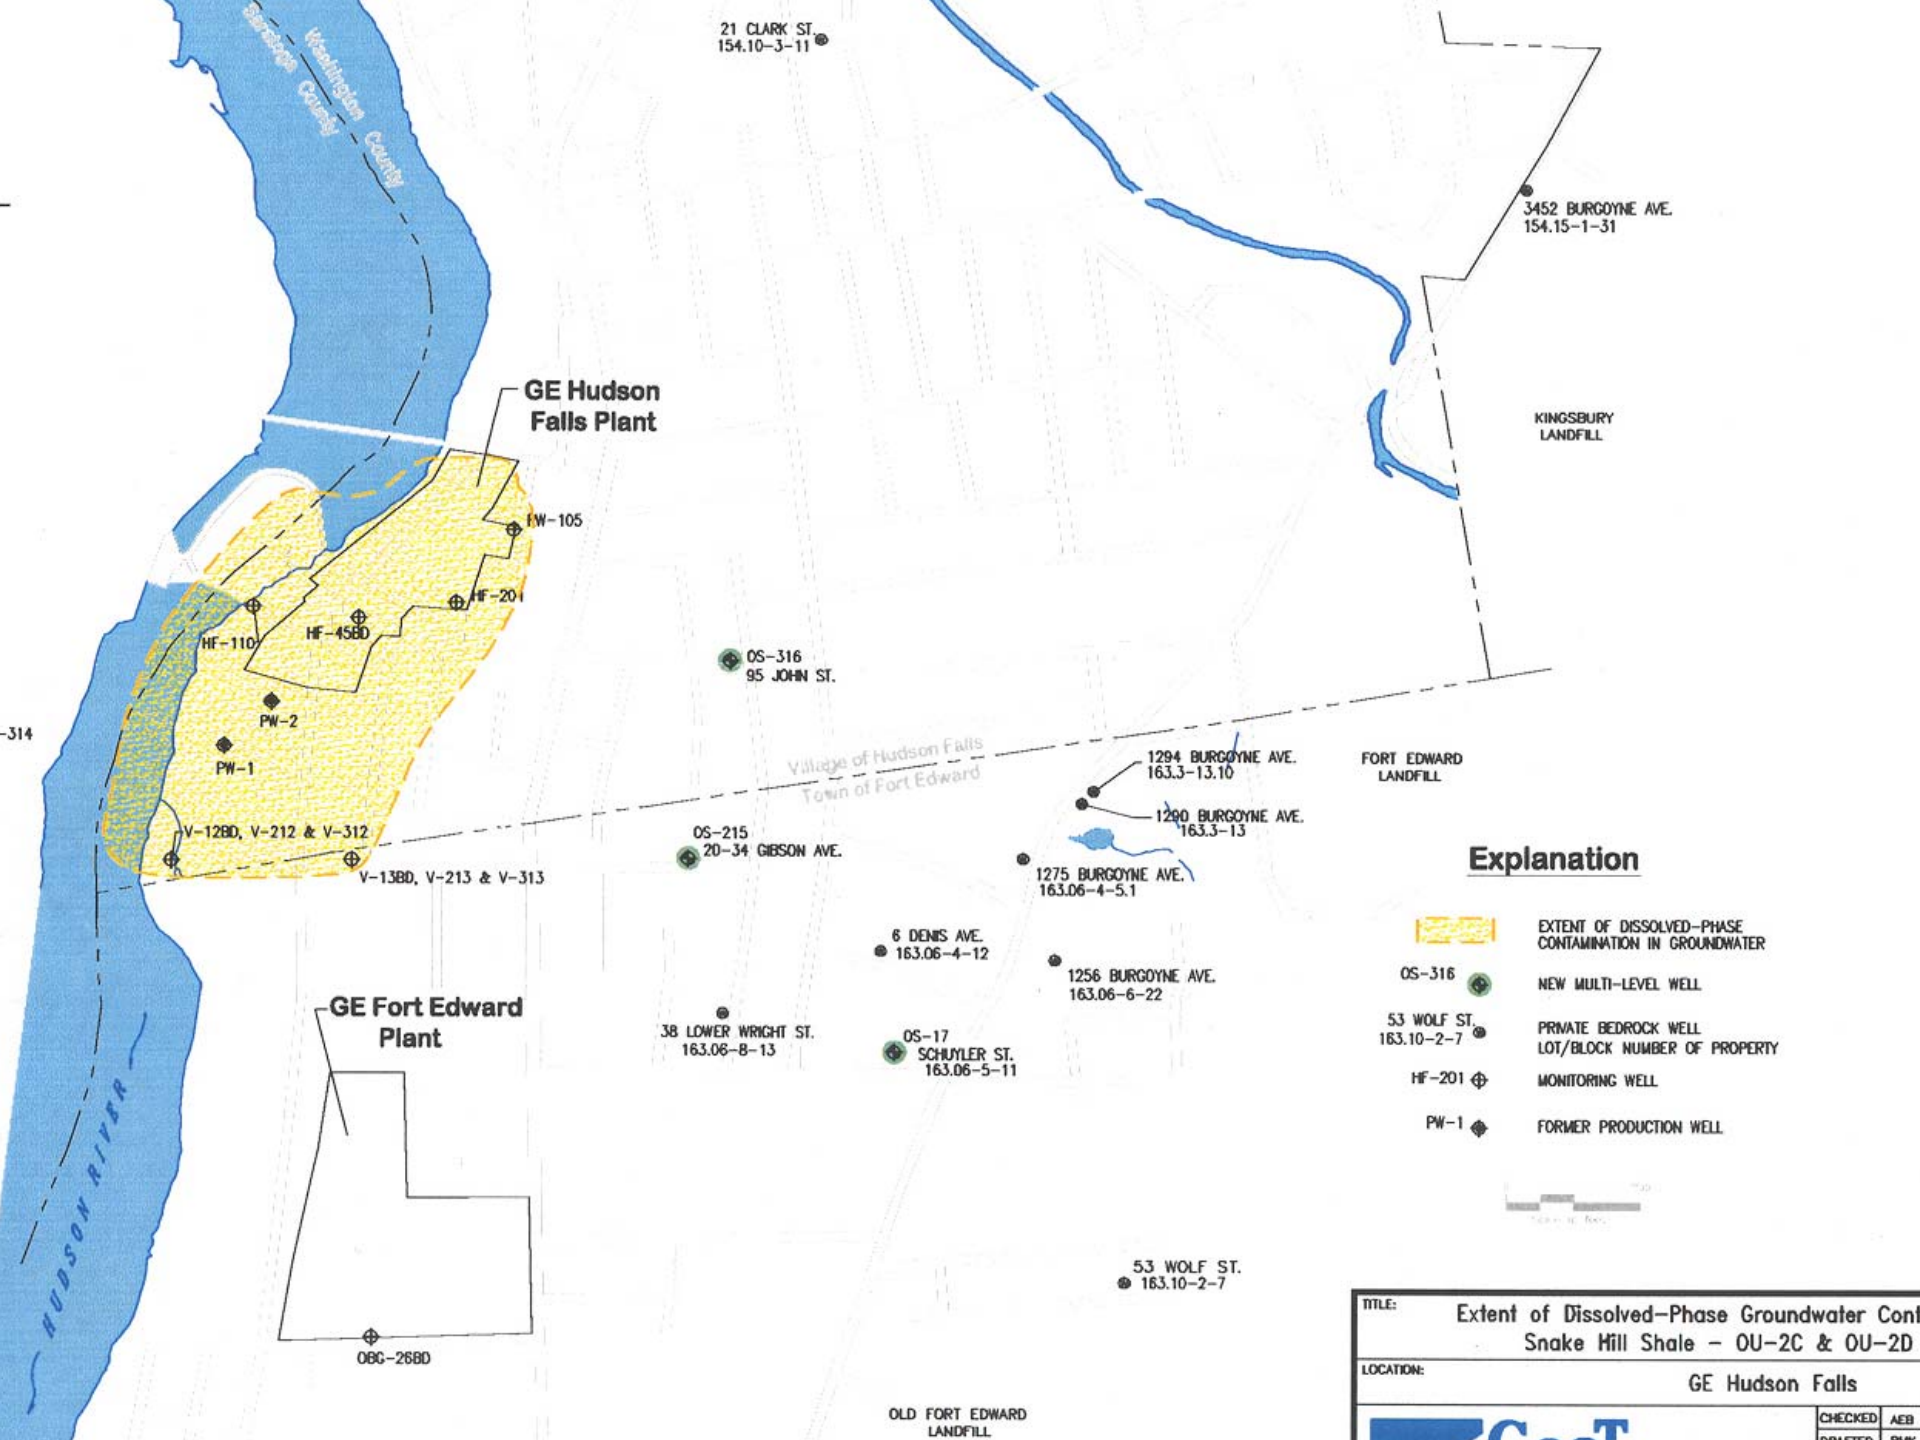 21 CLARK ST.
154.10-3-11
Washington County
Saratoga County
3452 BURGOYNE AVE.
154.15-1-31
GE Hudson
Falls Plant
KINGSBURY
LANDFILL
HF-201
HF-110
HF-45BD
OS-316
95 JOHN ST.
PW-2
-314
PW-1
Village of Hudson Falls
Town of Fort Edward
1294 BURGOYNE AVE.
163.3-13.10
FORT EDWARD
LANDFILL
1290 BURGOYNE AVE.
163.3-13
V-12BD, V-212 & V-312
OS-215
20-34 GIBSON AVE.
V-13BD, V-213 & V-313
1275 BURGOYNE AVE.
163.06-4-5.1
Explanation
EXTENT OF DISSOLVED-PHASE
CONTAMINATION IN GROUNDWATER
6 DENIS AVE.
163.06-4-12
1256 BURGOYNE AVE.
163.06-6-22
OS-316
NEW MULTI-LEVEL WELL
GE Fort Edward
Plant
38 LOWER WRIGHT ST.
163.06-8-13
OS-17
SCHUYLER ST.
163.06-5-11
53 WOLF ST.
163.10-2-7
PRIVATE BEDROCK WELL
LOT/BLOCK NUMBER OF PROPERTY
HF-201
MONITORING WELL
PW-1
FORMER PRODUCTION WELL
HUDSON RIVER
53 WOLF ST.
163.10-2-7
OBG-26BD
OLD FORT EDWARD
LANDFILL
TITLE:
Extent of Dissolved-Phase Groundwater
Snake Hill Shale - OU-2C & OU-2D
LOCATION:
GE Hudson Falls
CHECKED AEB